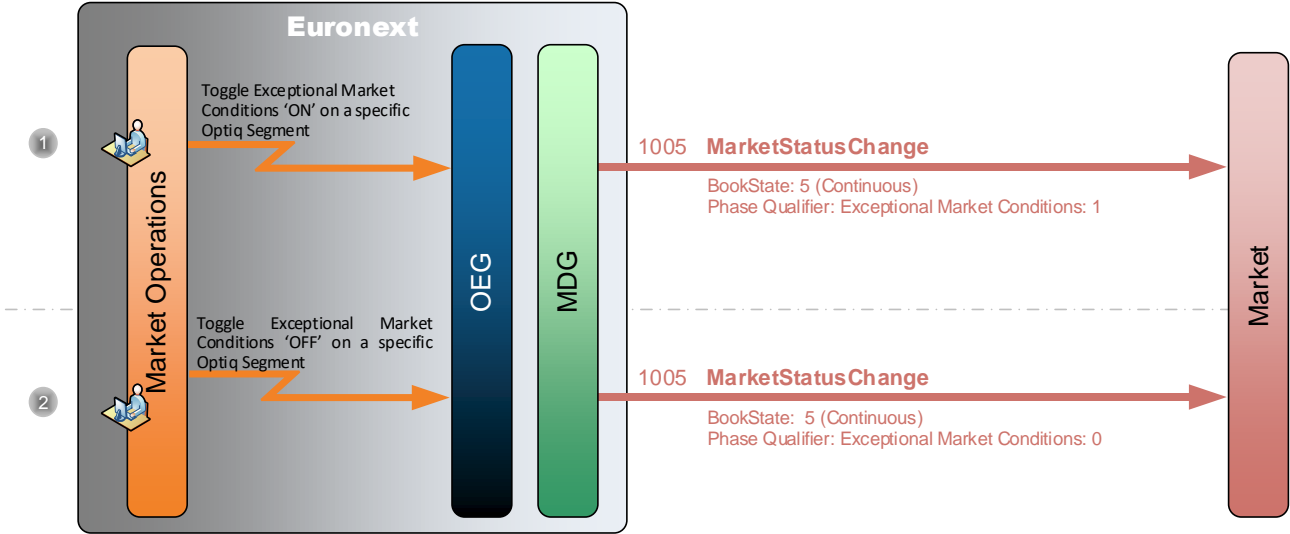 Euronext
Toggle Exceptional Market
Conditions ‘ON’ on a specific
Optiq Segment
1
1005 MarketStatusChange
BookState: 5 (Continuous)
Phase Qualifier: Exceptional Market Conditions: 1
Market Operations
OEG
MDG
Market
Toggle Exceptional Market
Conditions ‘OFF’ on a specific
Optiq Segment
2
1005 MarketStatusChange
BookState: 5 (Continuous)
Phase Qualifier: Exceptional Market Conditions: 0